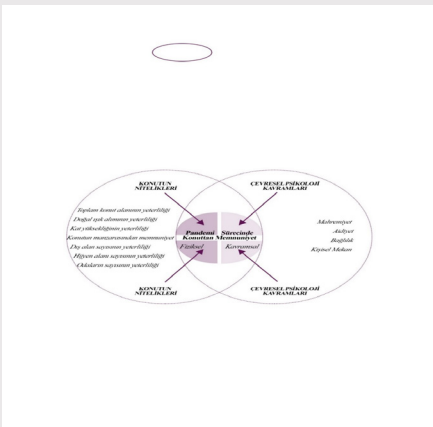 KONUTUN
NİTELİKLERİ
ÇEVRESEL PSİKOLOJİ
KAVRAMLARI
Toplam konut alanının yeterliliği
Doğal ışık alımının yeterliliği
Kat yüksekliğinin yeterliliği
Konutun manzarasından memnuniyet
Dış alan sayısının yeterliliği
Hijyen alanı sayısının yeterliliği
Odaların sayısının yeterliliği
Pandemi Sürecinde
Konuttan Memnuniyet
Fiziksel Kavramsal
Mahremiyet
Aidiyet
Bağlılık
Kişisel Mekan
KONUTUN
NİTELİKLERİ
ÇEVRESEL PSİKOLOJİ
KAVRAMLARI